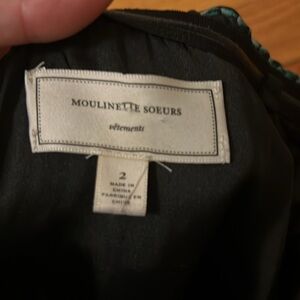 MOULINETTE SOEURS
vêtements
2
MADE IN
CHINA
FABRIQUÉ EN
CHINE